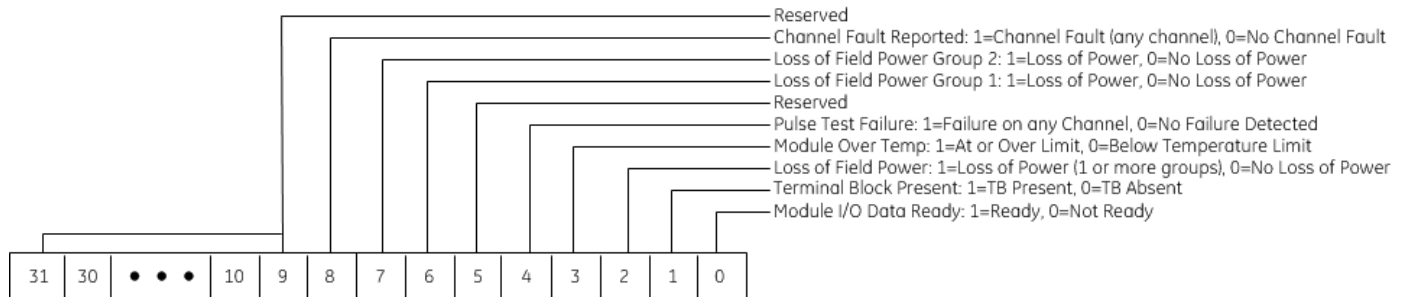 Reserved
Channel Fault Reported: 1=Channel Fault (any channel), 0=No Channel Fault
Loss of Field Power Group 2: 1=Loss of Power, 0=No Loss of Power
Loss of Field Power Group 1: 1=Loss of Power, 0=No Loss of Power
Reserved
Pulse Test Failure: 1=Failure on any Channel, 0=No Failure Detected
Module Over Temp: 1=At or Over Limit, 0=Below Temperature Limit
Loss of Field Power: 1=Loss of Power (1 or more groups), 0=No Loss of Power
Terminal Block Present: 1=TB Present, 0=TB Absent
Module I/O Data Ready: 1=Ready, 0=Not Ready
31 30 • • • 10 9 8 7 6 5 4 3 2 1 0